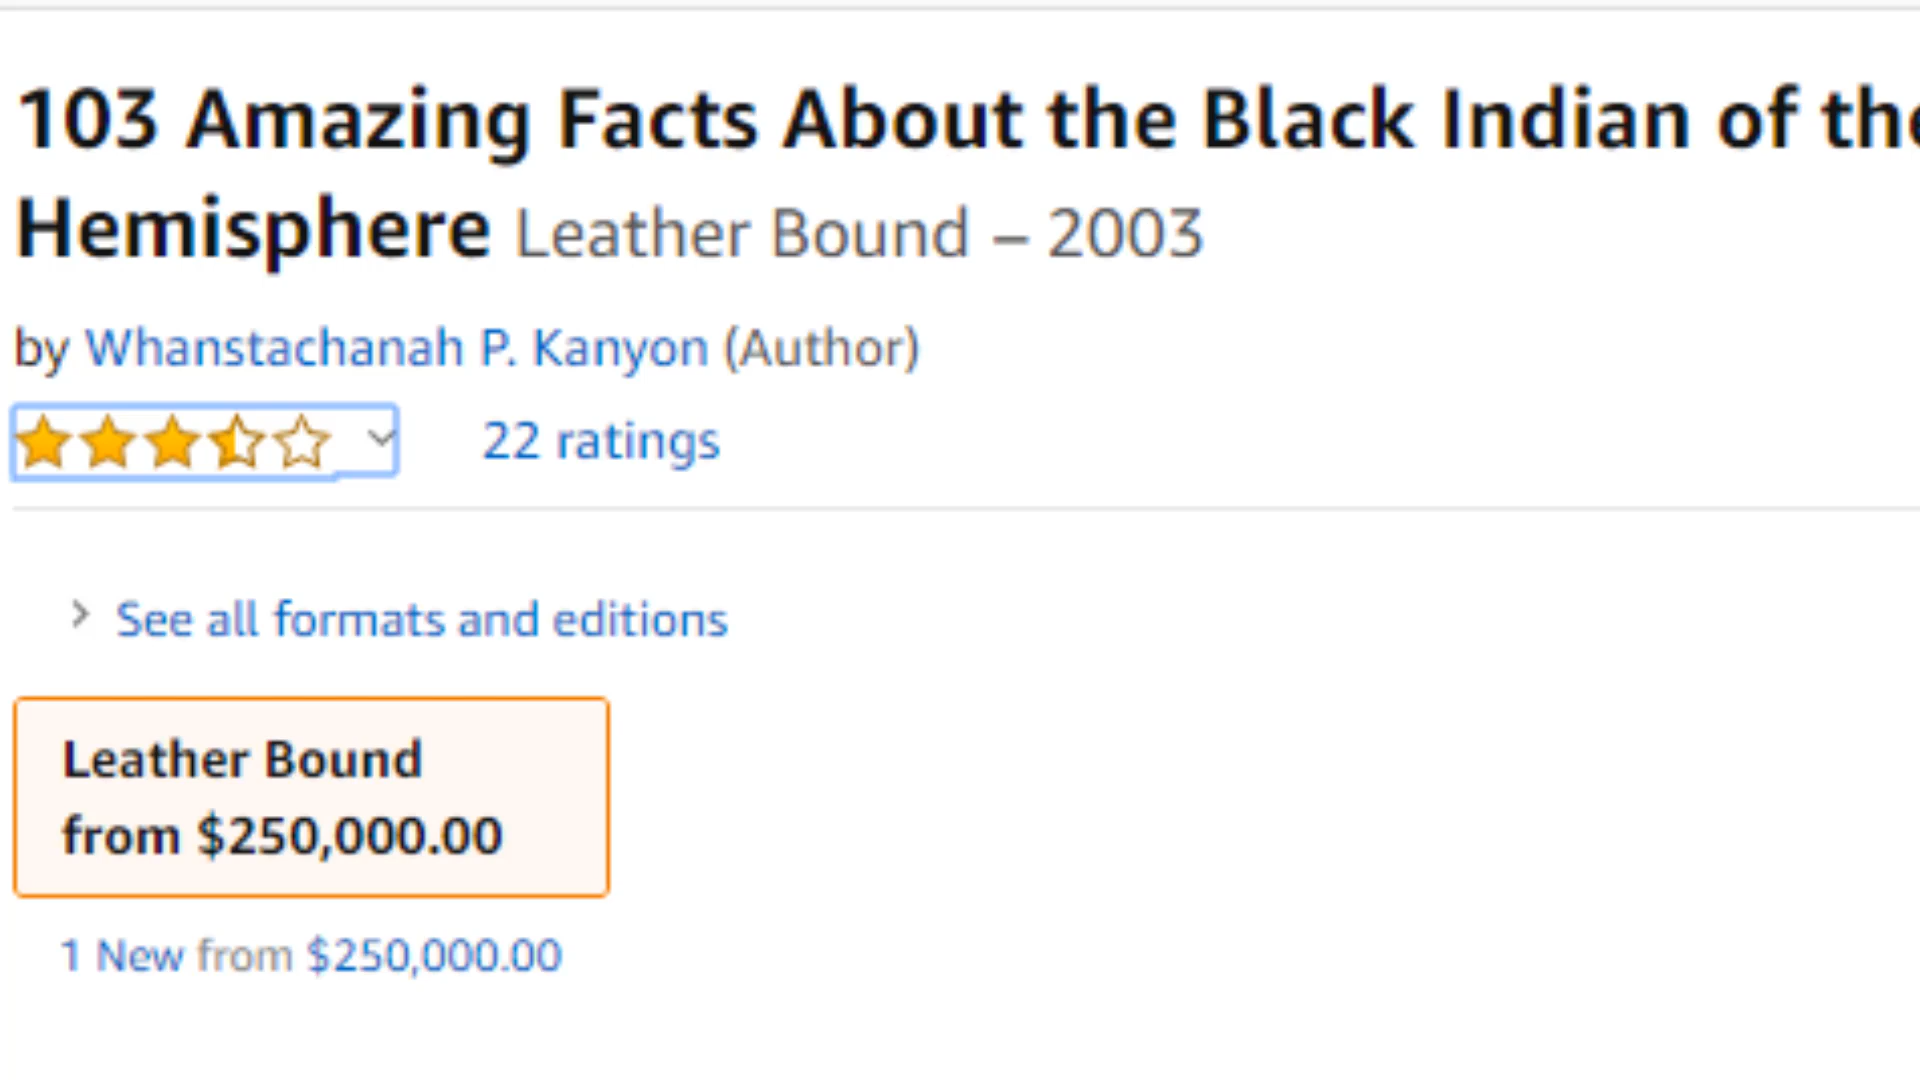 103 Amazing Facts About the Black Indian of the
Hemisphere Leather Bound – 2003
by Whanstachanah P. Kanyon (Author)
22 ratings
See all formats and editions
Leather Bound
from $250,000.00
1 New from $250,000.00